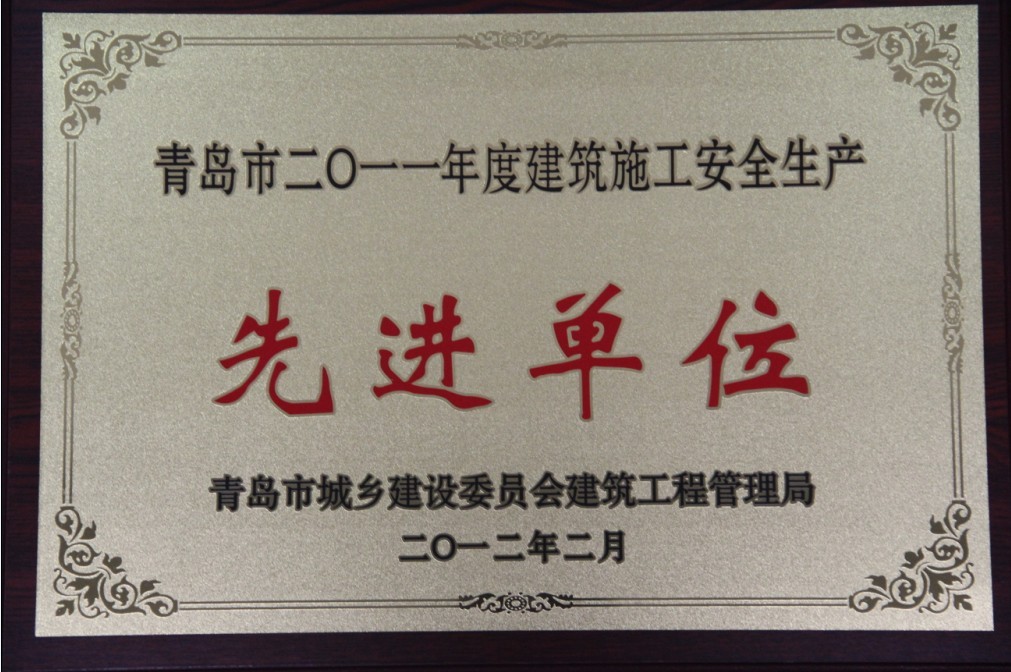 青岛市二〇一一年度建筑施工安全生产
先进单位
青岛市城乡建设委员会建筑工程管理局
二〇一二年二月